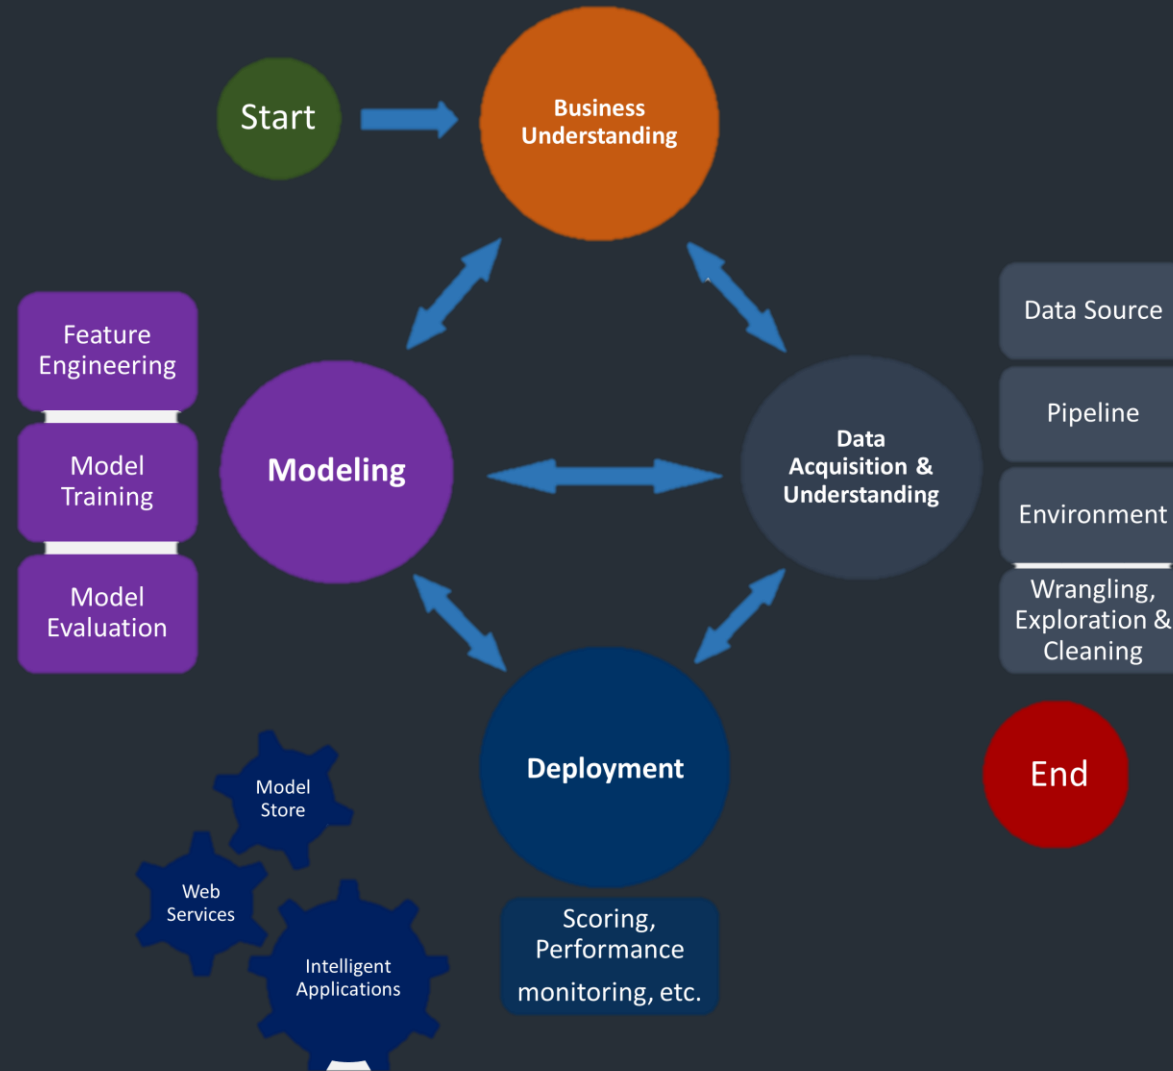 Start
Business
Understanding
Feature
Engineering
Model
Training
Model
Evaluation
Modeling
Data
Acquisition &
Understanding
Data Source
Pipeline
Environment
Wrangling,
Exploration &
Cleaning
Deployment
End
Model
Store
Web
Services
Intelligent
Applications
Scoring,
Performance
monitoring, etc.